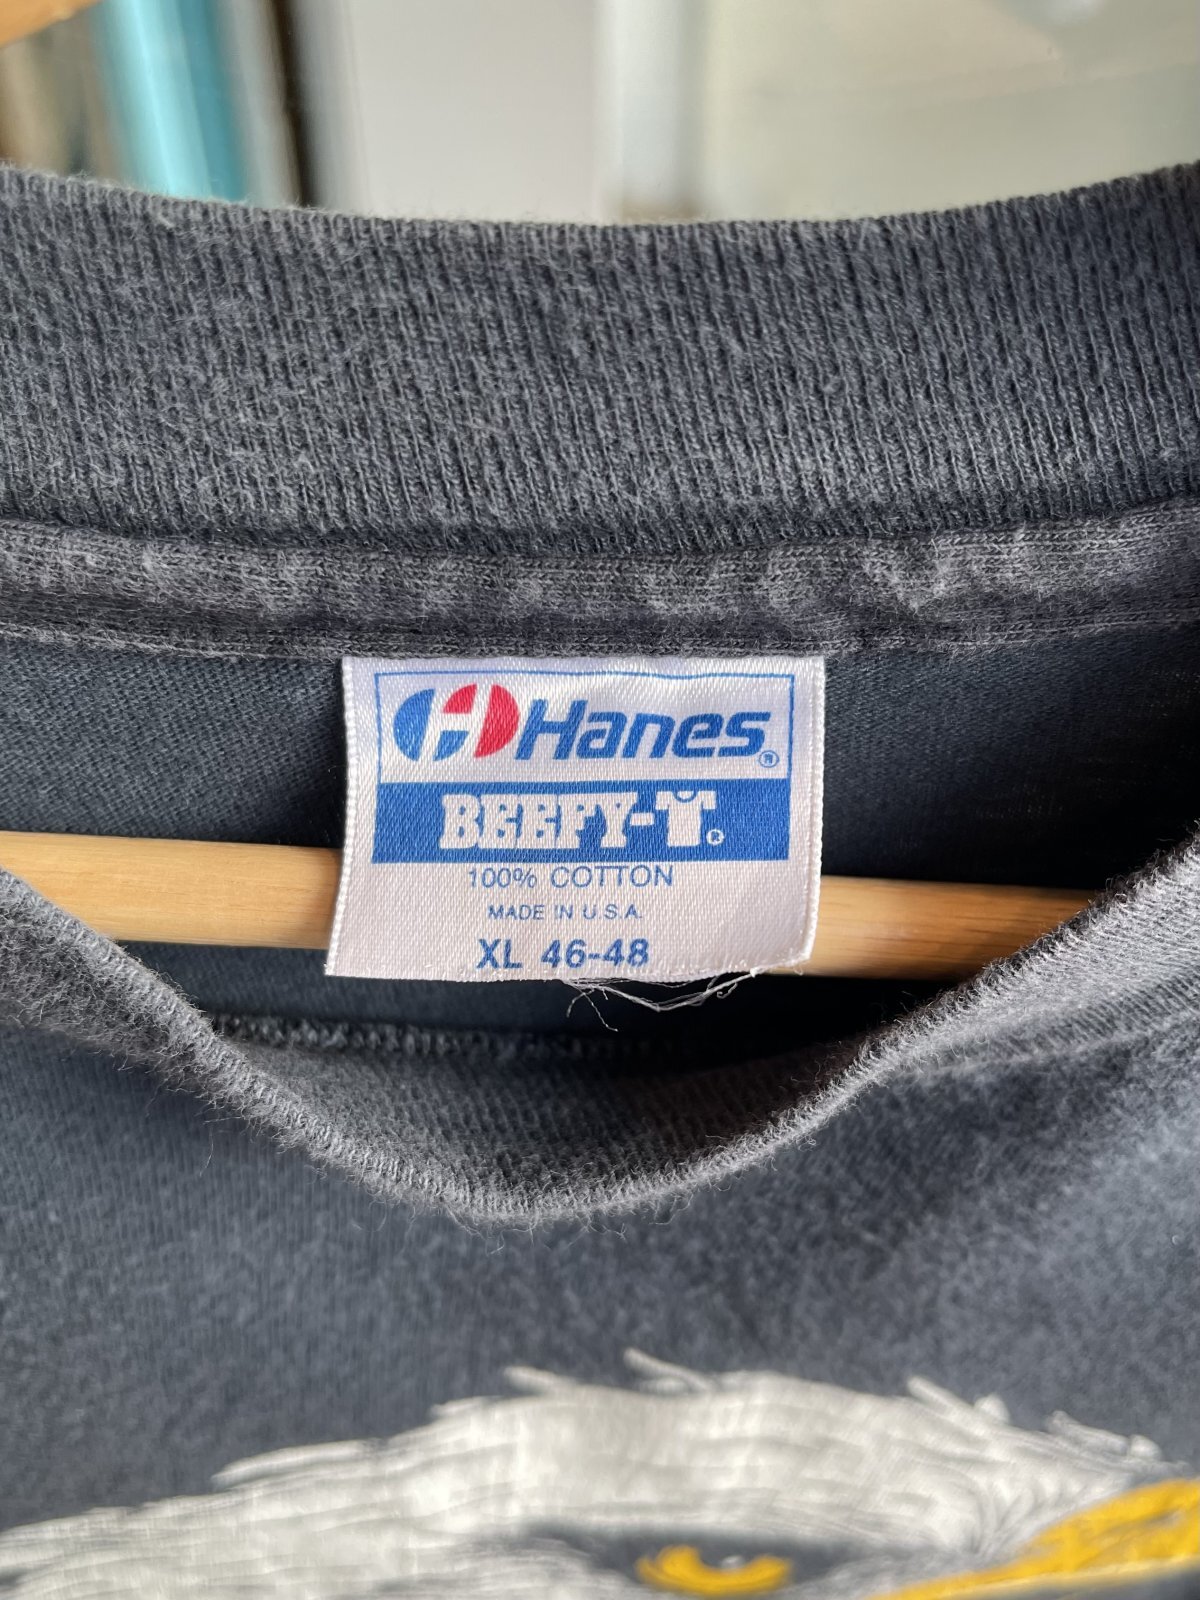 Hanes®
BEEFY-T®
100% COTTON
MADE IN U.S.A.
XL 46-48